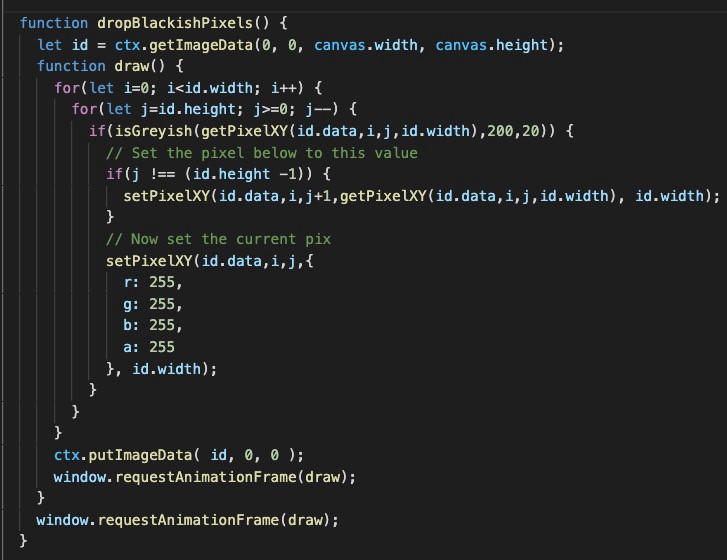 function dropBlackishPixels() {
  let id = ctx.getImageData(0, 0, canvas.width, canvas.height);
  function draw() {
    for(let i=0; i<id.width; i++) {
      for(let j=id.height; j>=0; j--) {
        if(isGreyish(getPixelXY(id.data,i,j,id.width),200,20)) {
          // Set the pixel below to this value
          if(j !== (id.height -1)) {
            setPixelXY(id.data,i,j+1,getPixelXY(id.data,i,j,id.width), id.width);
          }
          // Now set the current pix
          setPixelXY(id.data,i,j,{
            r: 255,
            g: 255,
            b: 255,
            a: 255
          }, id.width);
        }
      }
    }
    ctx.putImageData( id, 0, 0 );
    window.requestAnimationFrame(draw);
  }
  window.requestAnimationFrame(draw);
}